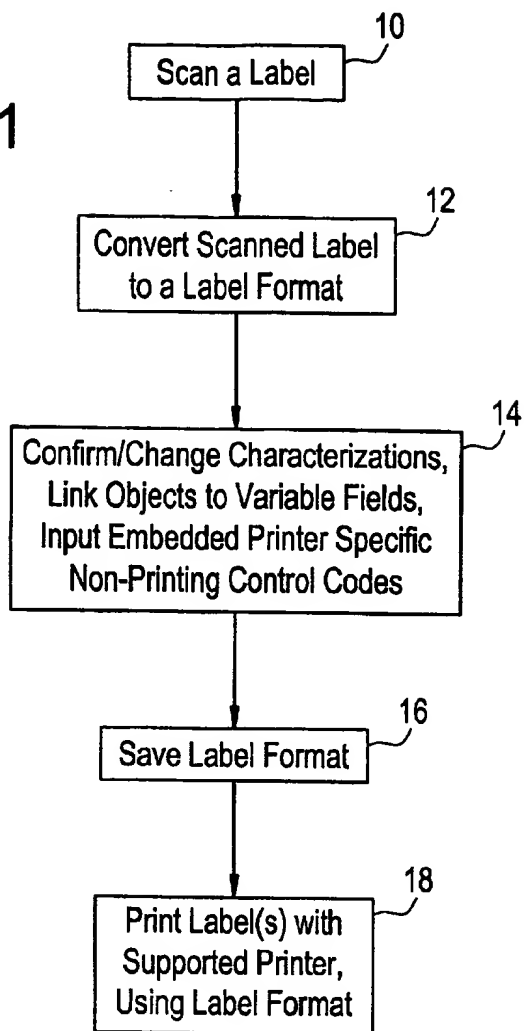 10
Scan a Label
1
12
Convert Scanned Label
to a Label Format
14
Confirm/Change Characterizations,
Link Objects to Variable Fields,
Input Embedded Printer Specific
Non-Printing Control Codes
16
Save Label Format
18
Print Label(s) with
Supported Printer,
Using Label Format